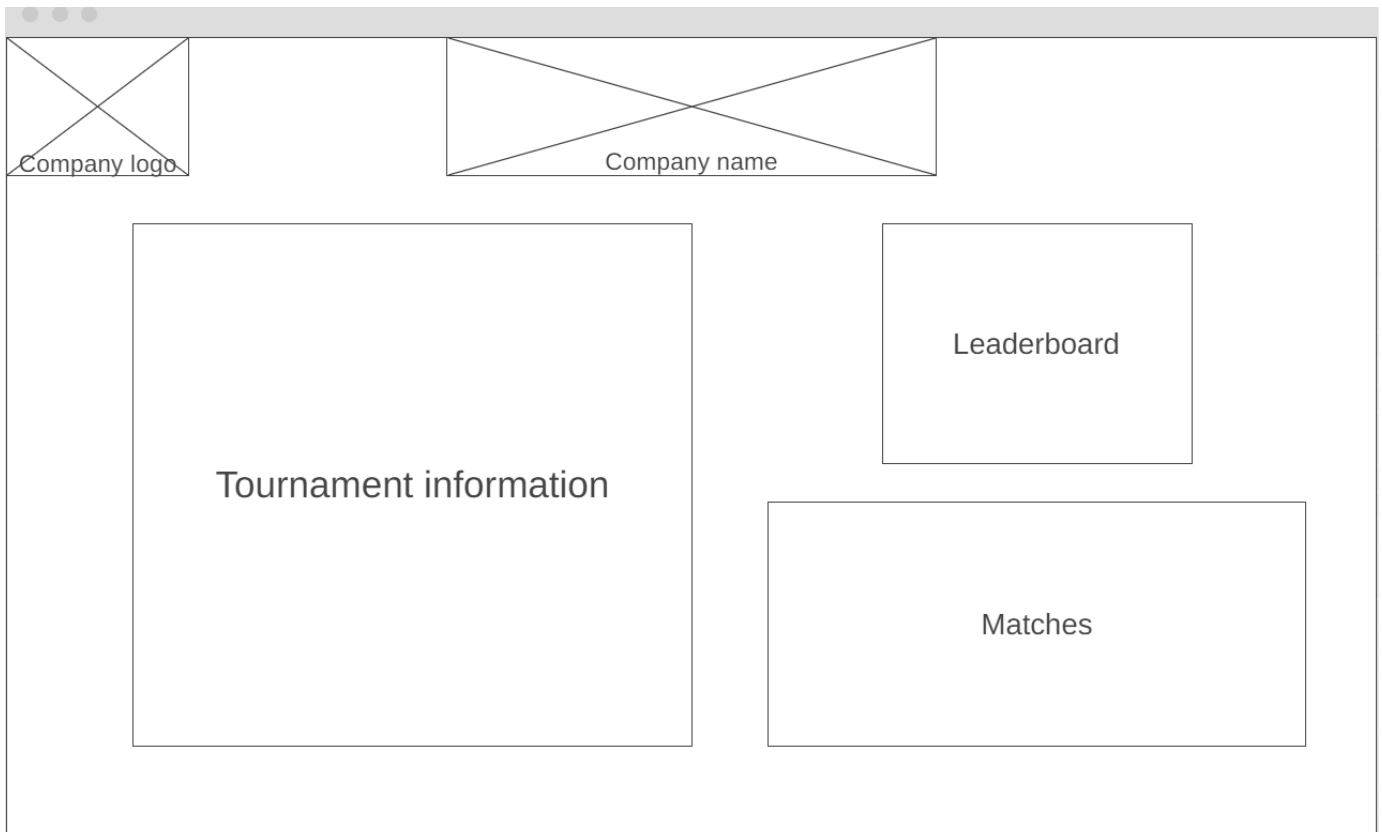 Company logo
Company name
Tournament information
Leaderboard
Matches